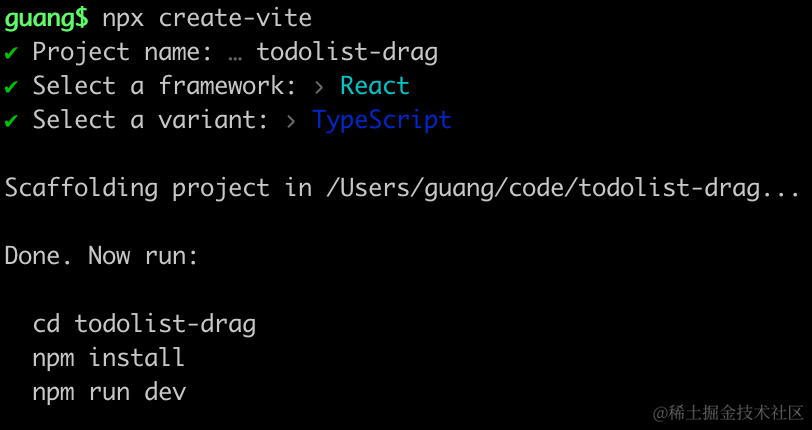 guang$ npx create-vite
✔ Project name: … todolist-drag
✔ Select a framework: › React
✔ Select a variant: › TypeScript
Scaffolding project in /Users/guang/code/todolist-drag...
Done. Now run:
cd todolist-drag
npm install
npm run dev
@稀土掘金技术社区